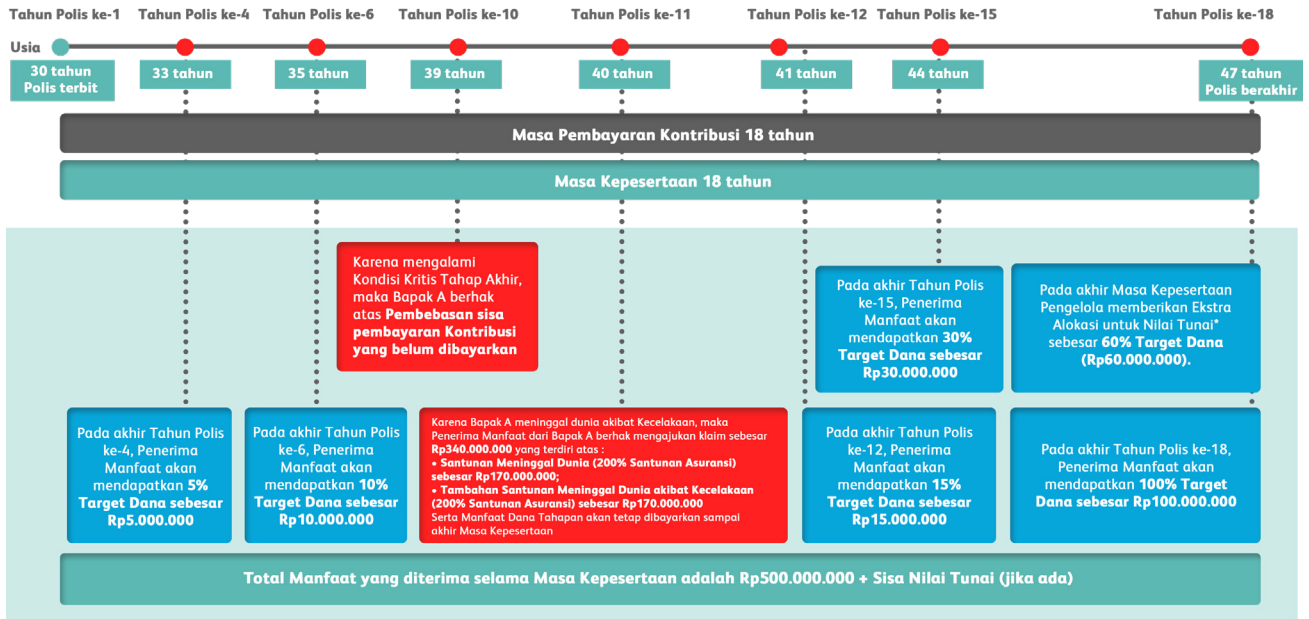 Tahun Polis ke-1
Tahun Polis ke-4
Tahun Polis ke-6
Tahun Polis ke-10
Tahun Polis ke-11
Tahun Polis ke-12
Tahun Polis ke-15
Tahun Polis ke-18
Usia
30 tahun
Polis terbit
33 tahun
35 tahun
39 tahun
40 tahun
41 tahun
44 tahun
47 tahun
Polis berakhir
Masa Pembayaran Kontribusi 18 tahun
Masa Kepesertaan 18 tahun
Karena mengalami
Kondisi Kritis Tahap Akhir,
maka Bapak A berhak
atas Pembebasan sisa
pembayaran Kontribusi
yang belum dibayarkan
Pada akhir Tahun Polis
ke-15, Penerima
Manfaat akan
mendapatkan 30%
Target Dana sebesar
Rp30.000.000
Pada akhir Masa Kepesertaan
Pengelola memberikan Ekstra
Alokasi untuk Nilai Tunai*
sebesar 60% Target Dana
(Rp60.000.000).
Pada akhir Tahun Polis
ke-4, Penerima
Manfaat akan
mendapatkan 5%
Target Dana sebesar
Rp5.000.000
Pada akhir Tahun Polis
ke-6, Penerima
Manfaat akan
mendapatkan 10%
Target Dana sebesar
Rp10.000.000
Karena Bapak A meninggal dunia akibat Kecelakaan, maka
Penerima Manfaat dari Bapak A berhak mengajukan klaim sebesar
Rp340.000.000 yang terdiri atas :
• Santunan Meninggal Dunia (200% Santunan Asuransi)
sebesar Rp170.000.000;
• Tambahan Santunan Meninggal Dunia akibat Kecelakaan
(200% Santunan Asuransi) sebesar Rp170.000.000
Serta Manfaat Dana Tahapan akan tetap dibayarkan sampai
akhir Masa Kepesertaan
Pada akhir Tahun Polis
ke-12, Penerima
Manfaat akan
mendapatkan 15%
Target Dana sebesar
Rp15.000.000
Pada akhir Tahun Polis ke-18,
Penerima Manfaat akan
mendapatkan 100% Target
Dana sebesar Rp100.000.000
Total Manfaat yang diterima selama Masa Kepesertaan adalah Rp500.000.000 + Sisa Nilai Tunai (jika ada)